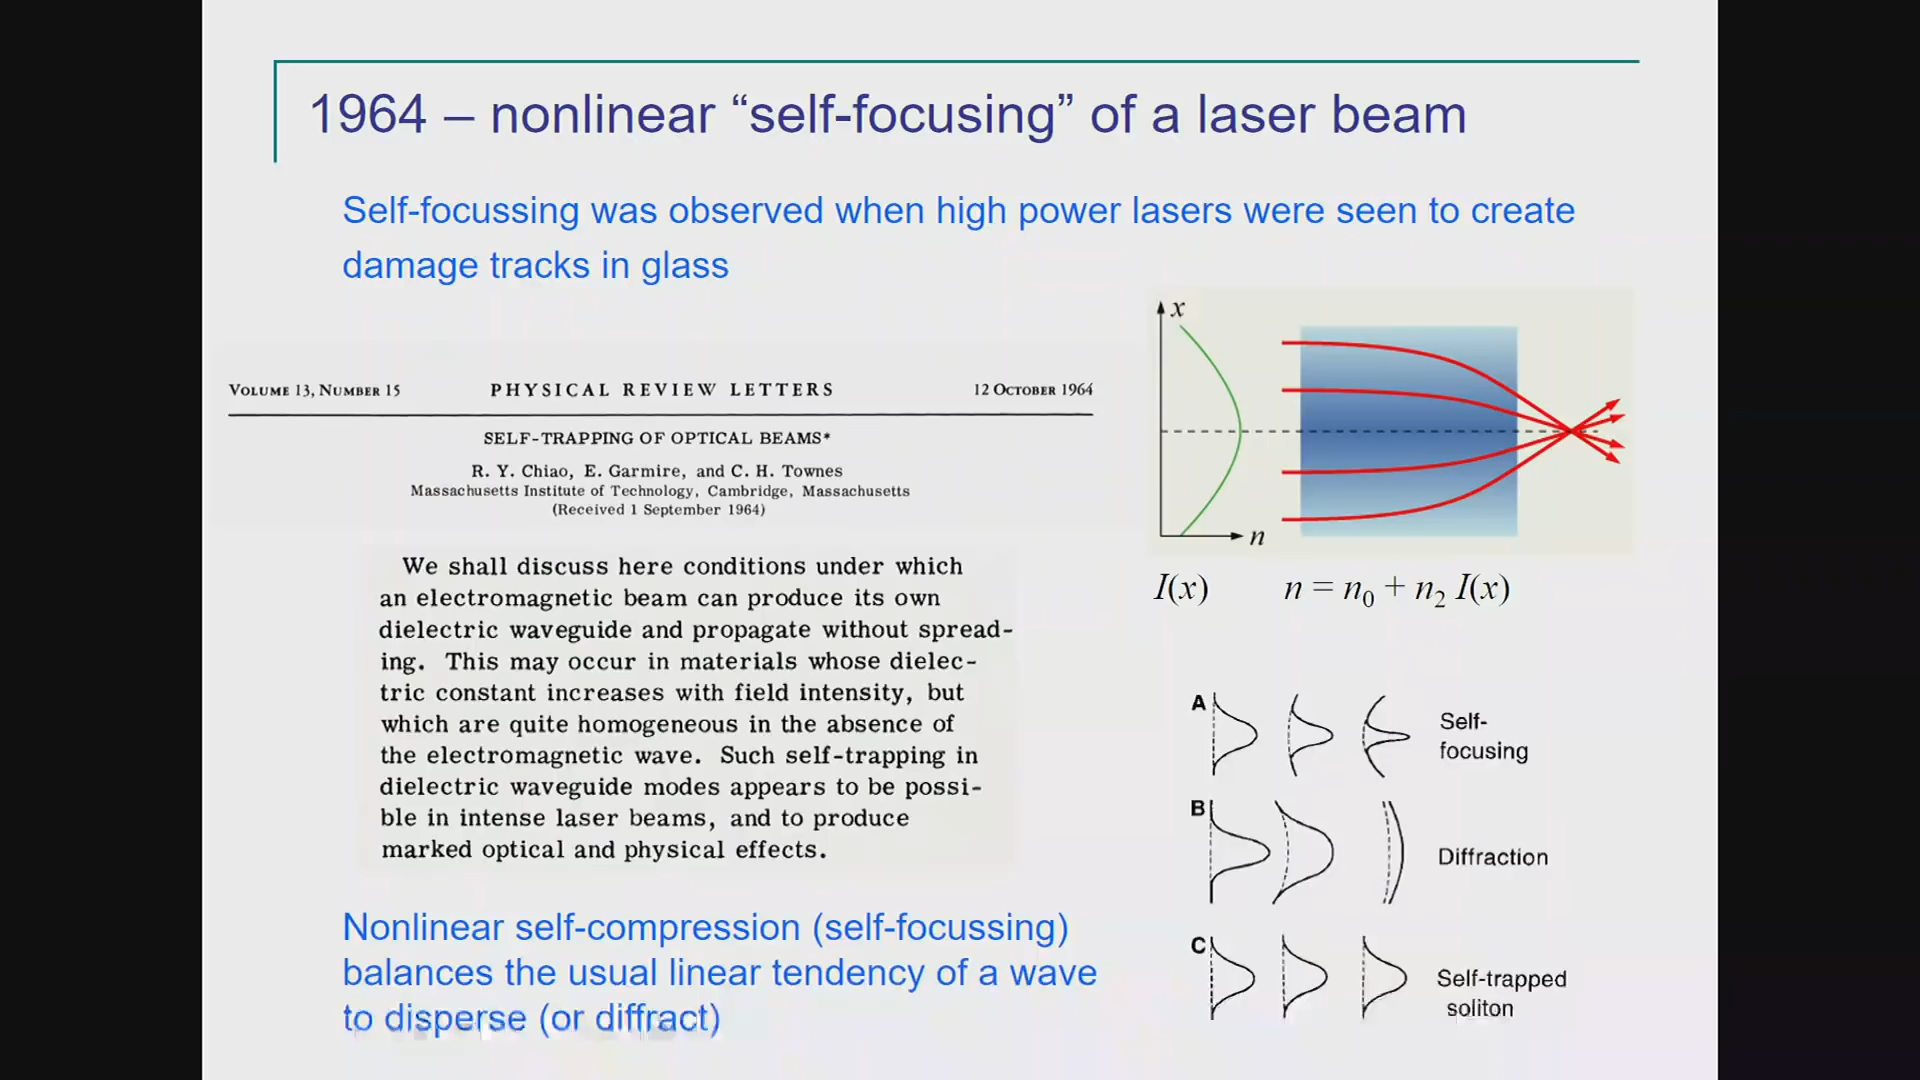 1964 – nonlinear “self-focusing” of a laser beam
Self-focussing was observed when high power lasers were seen to create
damage tracks in glass
VOLUME 13, NUMBER 15 PHYSICAL REVIEW LETTERS 12 OCTOBER 1964
SELF-TRAPPING OF OPTICAL BEAMS*
R. Y. Chiao, E. Garmire, and C. H. Townes
Massachusetts Institute of Technology, Cambridge, Massachusetts
(Received 1 September 1964)
We shall discuss here conditions under which
an electromagnetic beam can produce its own
dielectric waveguide and propagate without spread-
ing. This may occur in materials whose dielec-
tric constant increases with field intensity, but
which are quite homogeneous in the absence of
the electromagnetic wave. Such self-trapping in
dielectric waveguide modes appears to be possi-
ble in intense laser beams, and to produce
marked optical and physical effects.
Nonlinear self-compression (self-focussing)
balances the usual linear tendency of a wave
to disperse (or diffract)
x
n
I(x) n = n₀ + n₂ I(x)
A Self-
focusing
B Diffraction
C Self-trapped
soliton